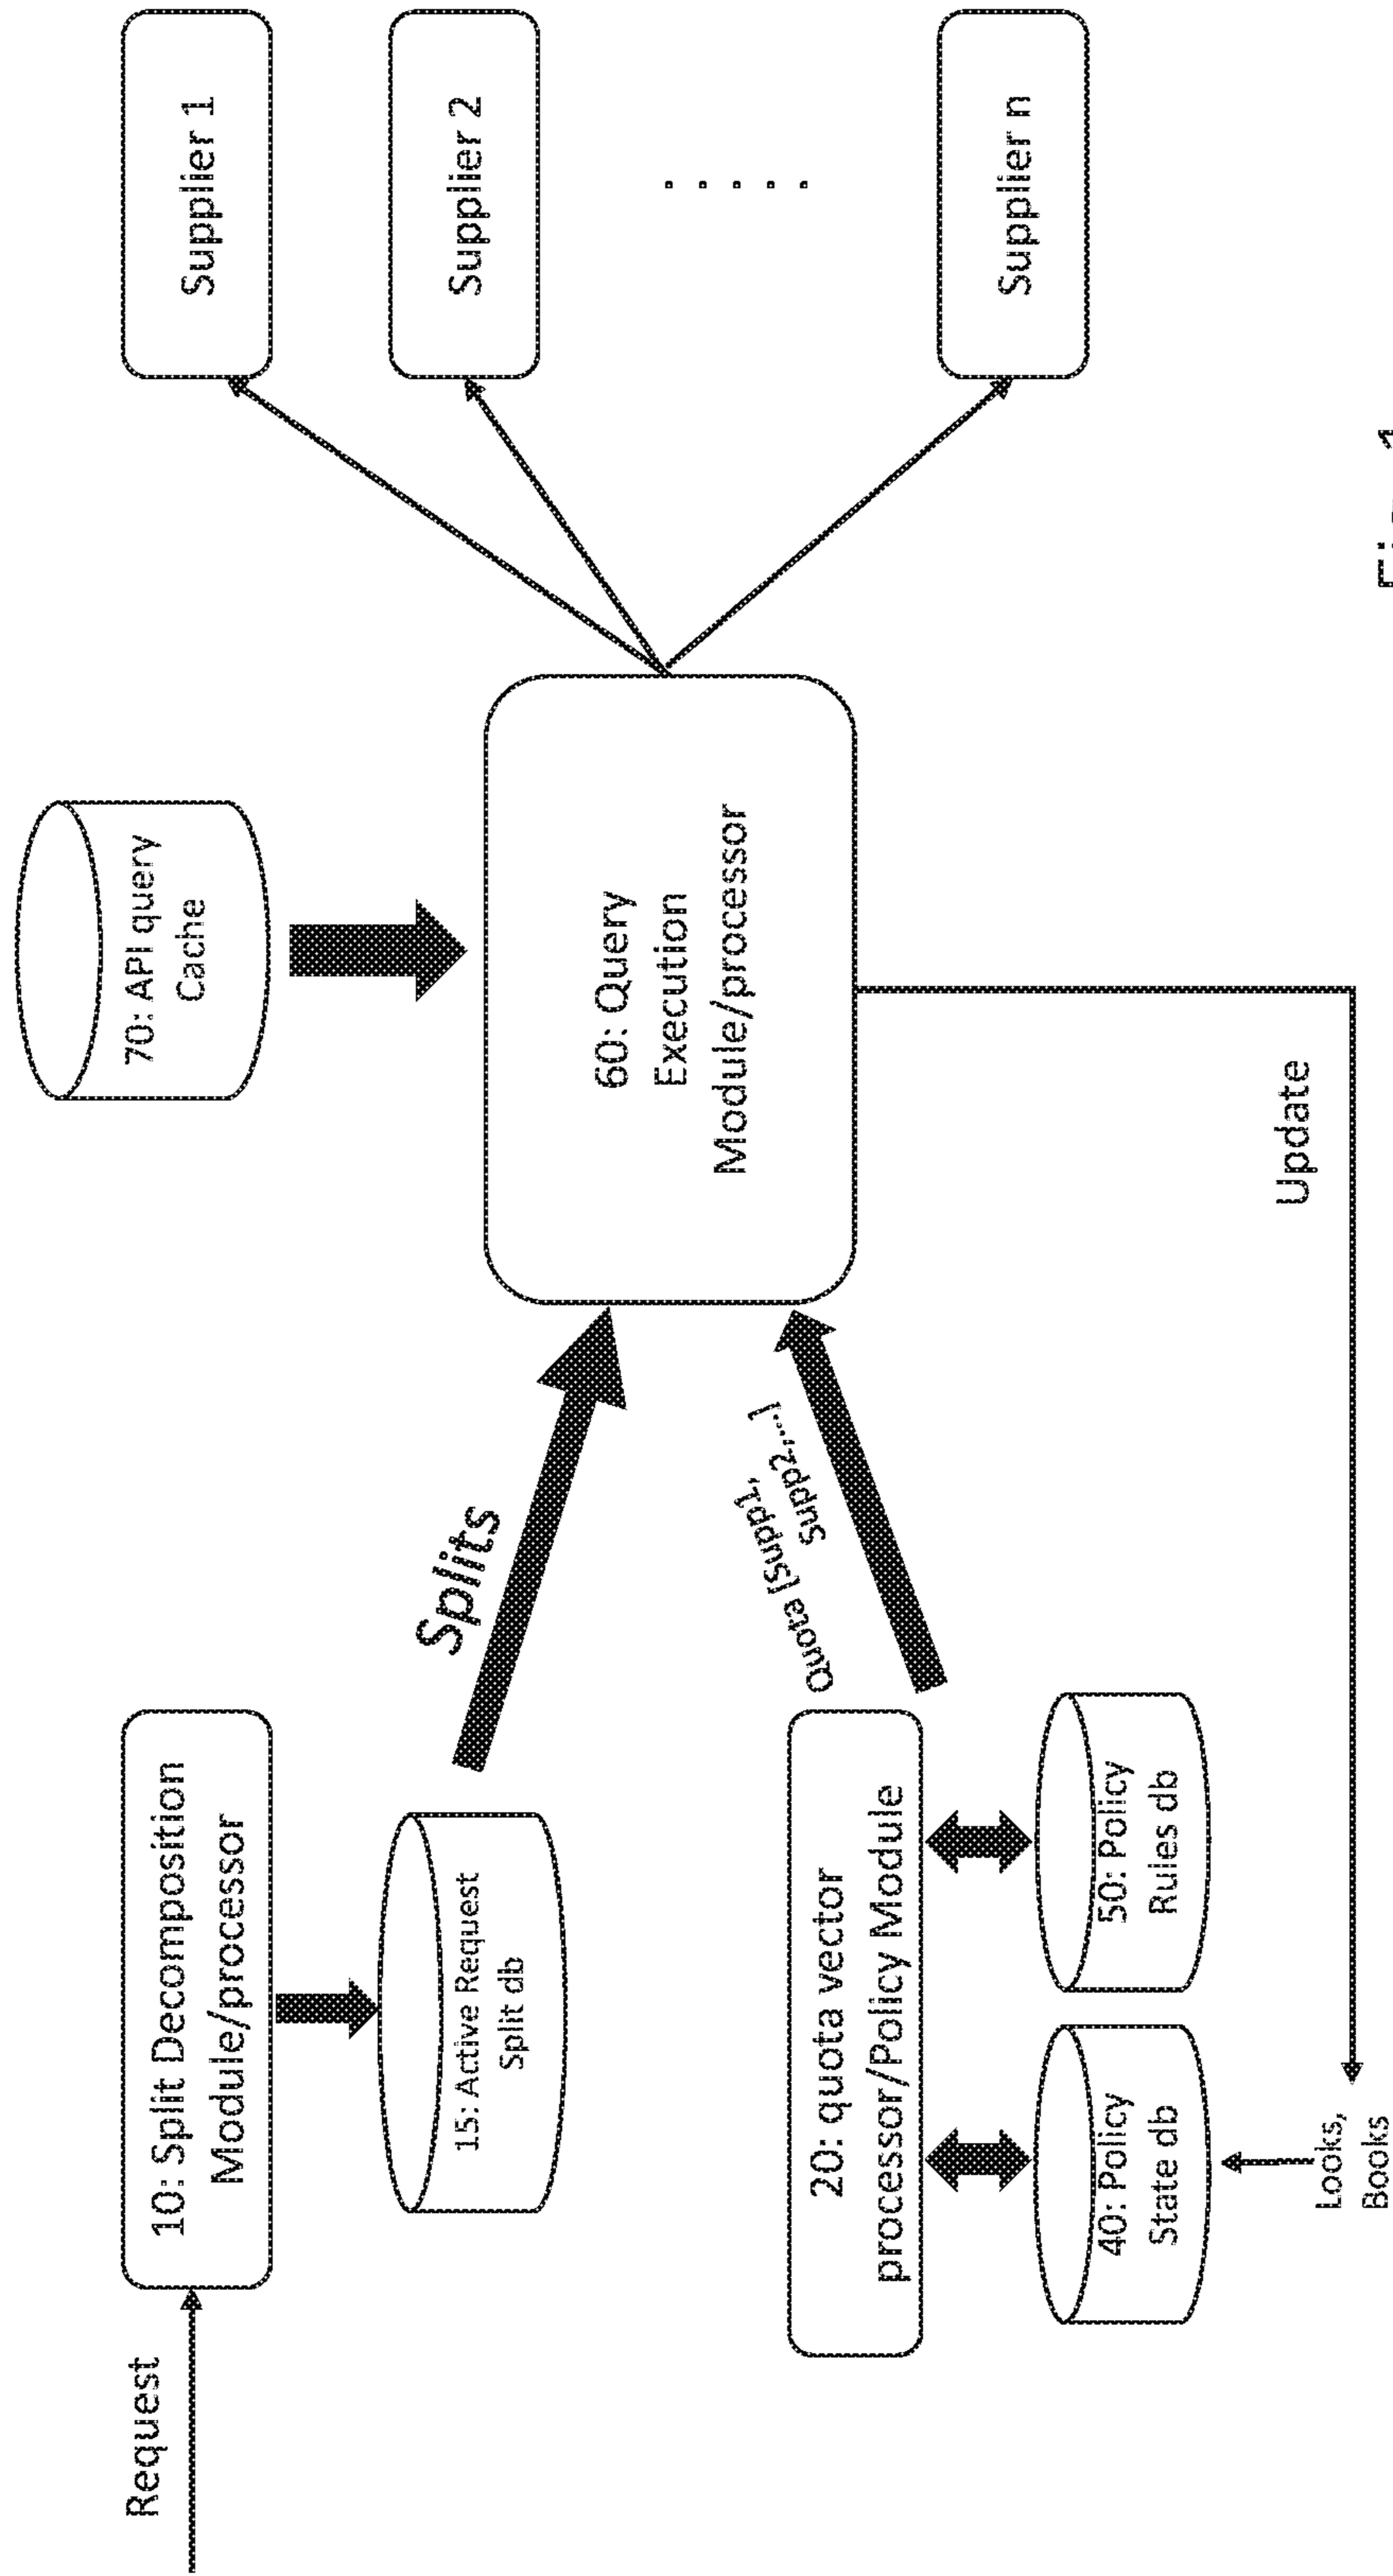 Request
10: Split Decomposition
Module/processor
15: Active Request
Split db
Splits
70: API query
Cache
60: Query
Execution
Module/processor
Supplier 1
Supplier 2
.....
Supplier n
20: quota vector
processor/Policy Module
Quota [Supp1,
Supp2,...]
40: Policy
State db
50: Policy
Rules db
Looks,
Books
Update
Fig. 1